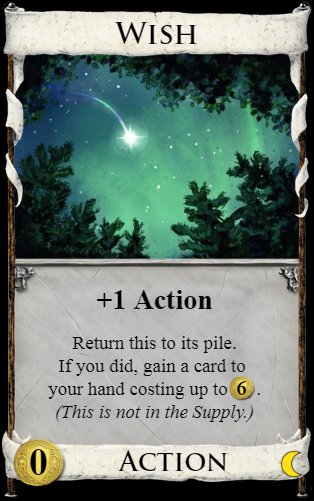 WISH
+1 Action
Return this to its pile.
If you did, gain a card to
your hand costing up to 6.
(This is not in the Supply.)
0 ACTION